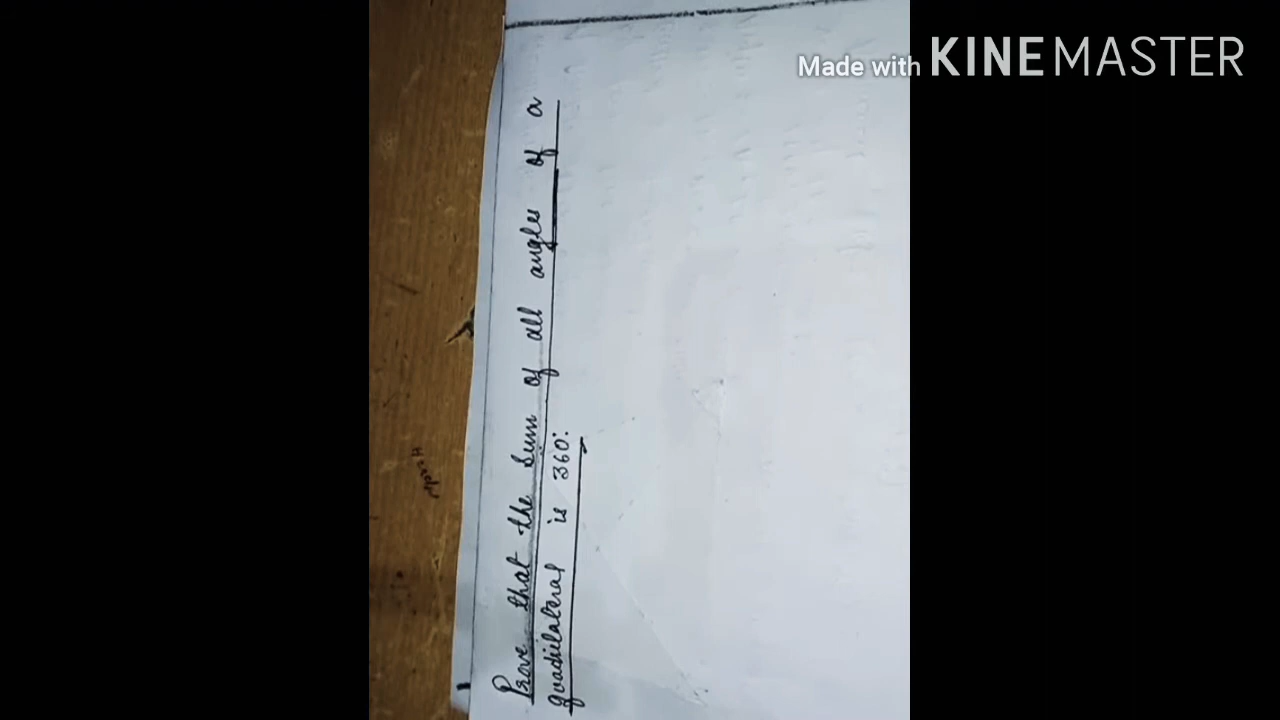 Made with KINEMASTER
Prove that the Sum of all angles of a
quadrilateral is 360°.